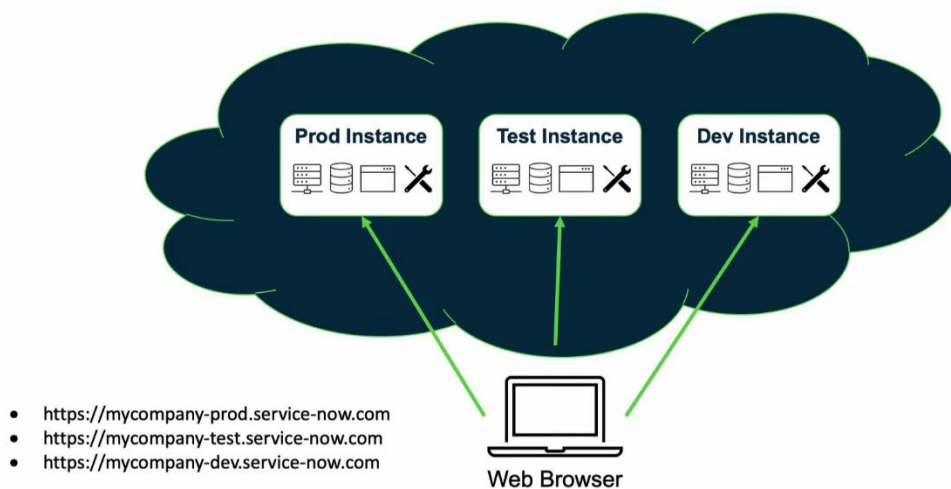 Prod Instance
Test Instance
Dev Instance
• https://mycompany-prod.service-now.com
• https://mycompany-test.service-now.com
• https://mycompany-dev.service-now.com
Web Browser